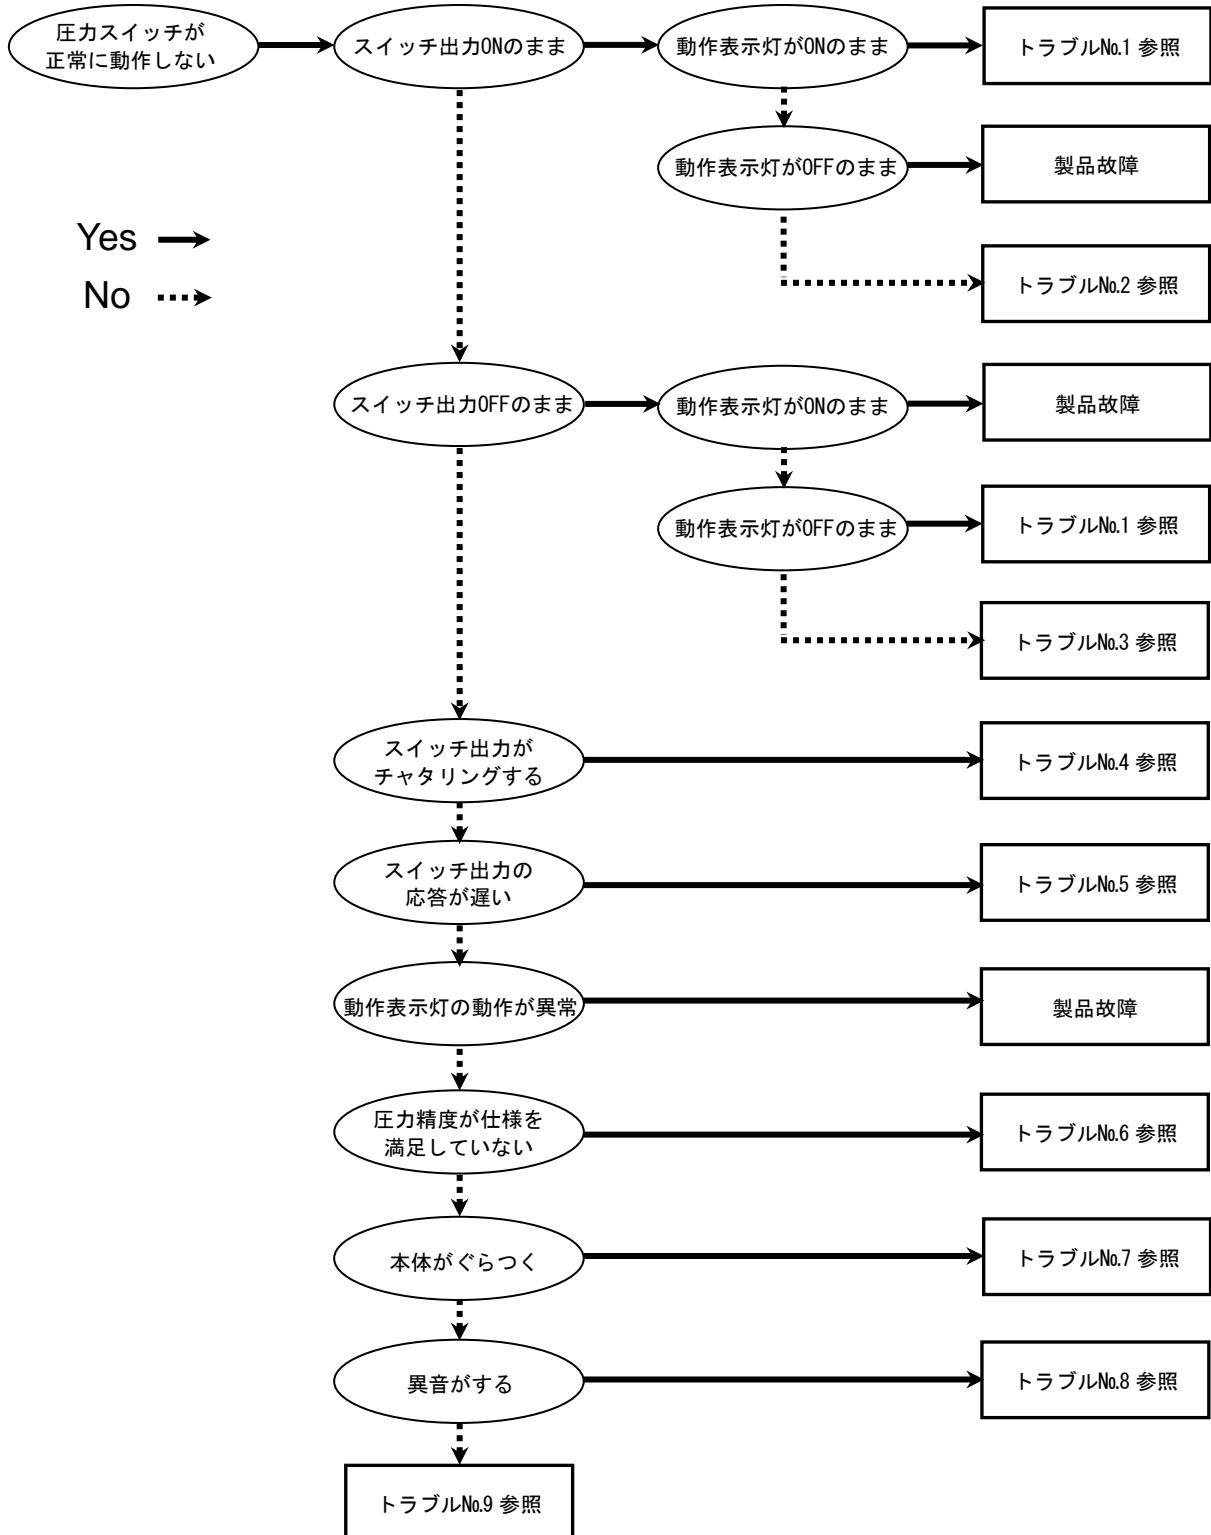 圧力スイッチが
正常に動作しない
スイッチ出力ONのまま
動作表示灯がONのまま
トラブル№1 参照
動作表示灯がOFFのまま
製品故障
Yes
No
トラブル№2 参照
スイッチ出力OFFのまま
動作表示灯がONのまま
製品故障
動作表示灯がOFFのまま
トラブル№1 参照
トラブル№3 参照
スイッチ出力が
チャタリングする
トラブル№4 参照
スイッチ出力の
応答が遅い
トラブル№5 参照
動作表示灯の動作が異常
製品故障
圧力精度が仕様を
満足していない
トラブル№6 参照
本体がぐらつく
トラブル№7 参照
異音がする
トラブル№8 参照
トラブル№9 参照